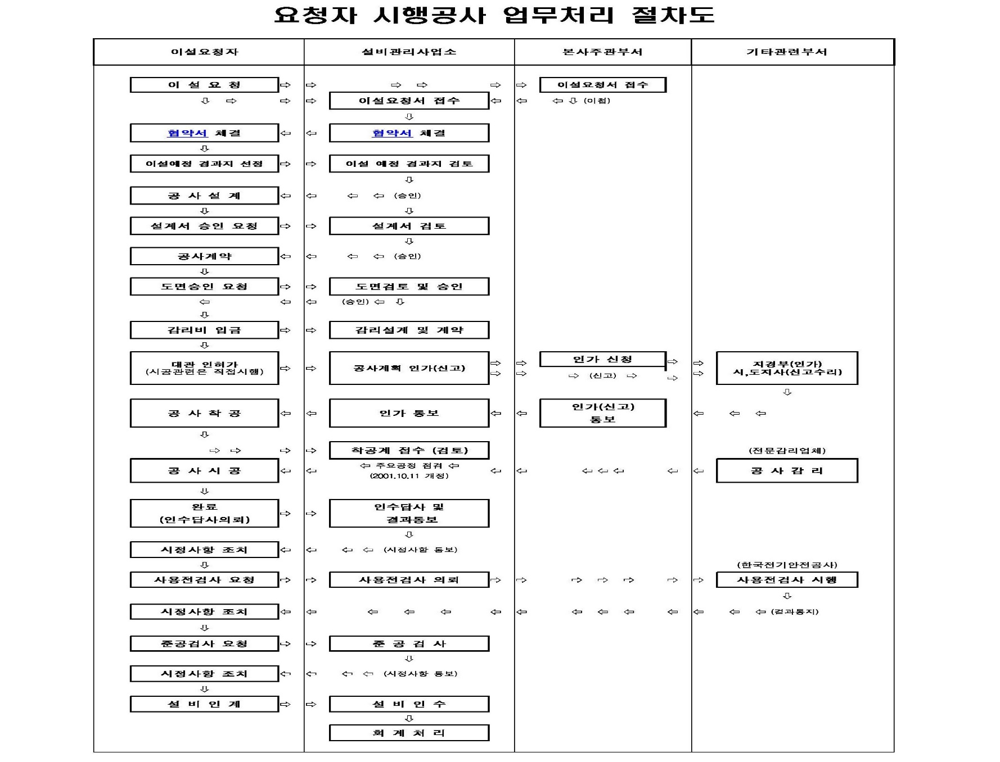 요청자 시행공사 업무처리 절차도
이설요청자 설비관리사업소 본사주관부서 기타관련부서
이 설 요 청 ⇨ ⇨ ⇨ ⇨ ⇨ ⇨ 이설요청서 접수
⇩ ⇨ ⇨ ⇨ 이설요청서 접수 ⇦ ⇦ ⇦ ⇩ (이첩)
⇩
협약서 체결 ⇦ ⇦ 협약서 체결
⇩
이설예정 경과지 선정 ⇨ ⇨ 이설 예정 경과지 검토
⇩
공 사 설 계 ⇦ ⇦ ⇦ ⇦ (승인)
⇩ ⇩
설계서 승인 요청 ⇨ ⇨ 설계서 검토
⇩
공사계약 ⇦ ⇦ ⇦ ⇦ (승인)
⇩
도면승인 요청 ⇨ ⇨ 도면검토 및 승인
⇦ ⇦ ⇦ (승인) ⇦ ⇩
⇩
감리비 입금 ⇨ ⇨ 감리설계 및 계약
⇩
대관 인허가
(시공관련은 직접시행) ⇨ ⇨ 공사계획 인가(신고) ⇨ ⇨ 인가 신청 ⇨ ⇨ 지경부(인가)
⇨ ⇨ ⇨ (신고) ⇨ ⇨ ⇨ 시,도지사(신고수리)
⇩
공 사 착 공 ⇦ ⇦ 인가 통보 ⇦ ⇦ 인가(신고)
통보 ⇦ ⇦ ⇦
⇩
⇨ ⇨ ⇨ ⇨ 착공계 접수 (검토) (전문감리업체)
공 사 시 공 ⇦ ⇦ ⇦ 주요공정 점검 ⇦ ⇦ ⇦ ⇦ ⇦ ⇦ ⇦ ⇦ 공 사 감 리
(2001.10.11 개정)
⇩
완료
(인수답사의뢰) ⇨ ⇨ 인수답사 및
결과통보
⇩
시정사항 조치 ⇦ ⇦ ⇦ ⇦ (시정사항 통보)
⇩ (한국전기안전공사)
사용전검사 요청 ⇨ ⇨ 사용전검사 의뢰 ⇨ ⇨ ⇨ ⇨ ⇨ ⇨ ⇨ 사용전검사 시행
⇩
시정사항 조치 ⇦ ⇦ ⇦ ⇦ ⇦ ⇦ ⇦ ⇦ ⇦ ⇦ ⇦ ⇦ ⇦ ⇦ (결과통지)
⇩
준공검사 요청 ⇨ ⇨ 준 공 검 사
⇩
시정사항 조치 ⇦ ⇦ ⇦ ⇦ (시정사항 통보)
⇩
설 비 인 계 ⇨ ⇨ 설 비 인 수
⇩
회 계 처 리